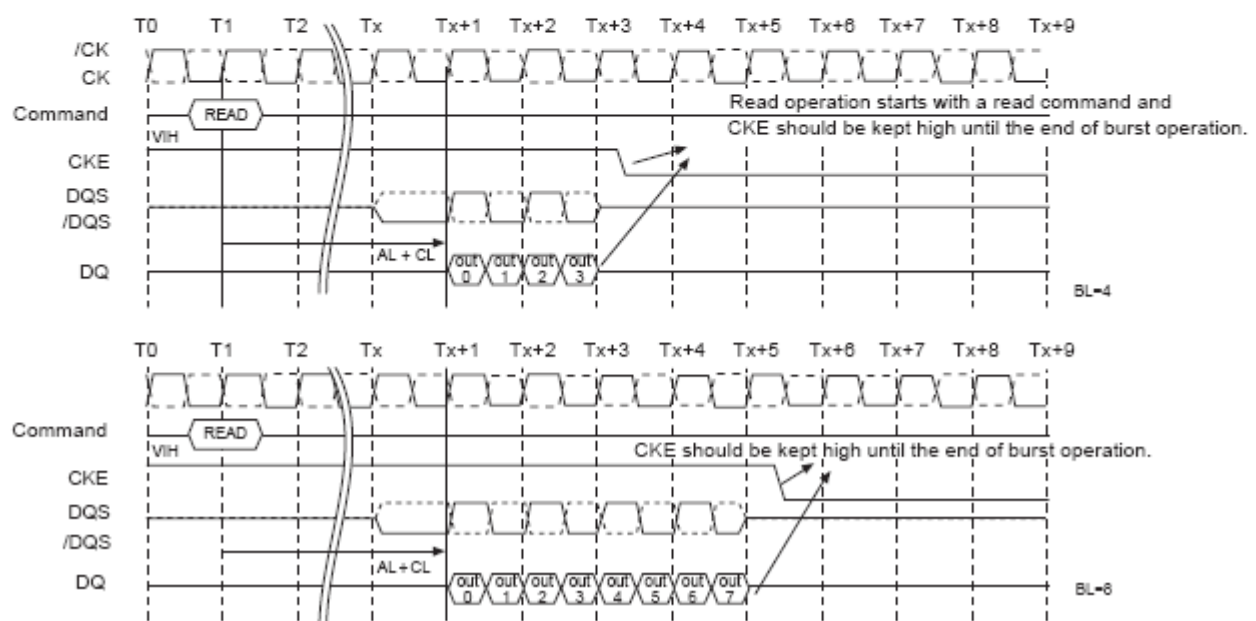 T0 T1 T2 Tx Tx+1 Tx+2 Tx+3 Tx+4 Tx+5 Tx+6 Tx+7 Tx+8 Tx+9
/CK
CK
Command READ
Read operation starts with a read command and
CKE should be kept high until the end of burst operation.
VIH
CKE
DQS
/DQS
AL + CL
DQ out 0 out 1 out 2 out 3
BL=4
T0 T1 T2 Tx Tx+1 Tx+2 Tx+3 Tx+4 Tx+5 Tx+6 Tx+7 Tx+8 Tx+9
Command READ
VIH
CKE should be kept high until the end of burst operation.
CKE
DQS
/DQS
AL+CL
DQ out 0 out 1 out 2 out 3 out 4 out 5 out 6 out 7